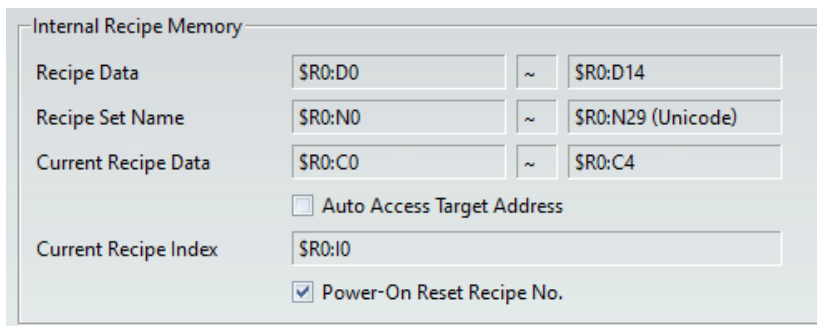 Internal Recipe Memory
Recipe Data $R0:D0 ~ $R0:D14
Recipe Set Name $R0:N0 ~ $R0:N29 (Unicode)
Current Recipe Data $R0:C0 ~ $R0:C4
Auto Access Target Address
Current Recipe Index $R0:I0
Power-On Reset Recipe No.